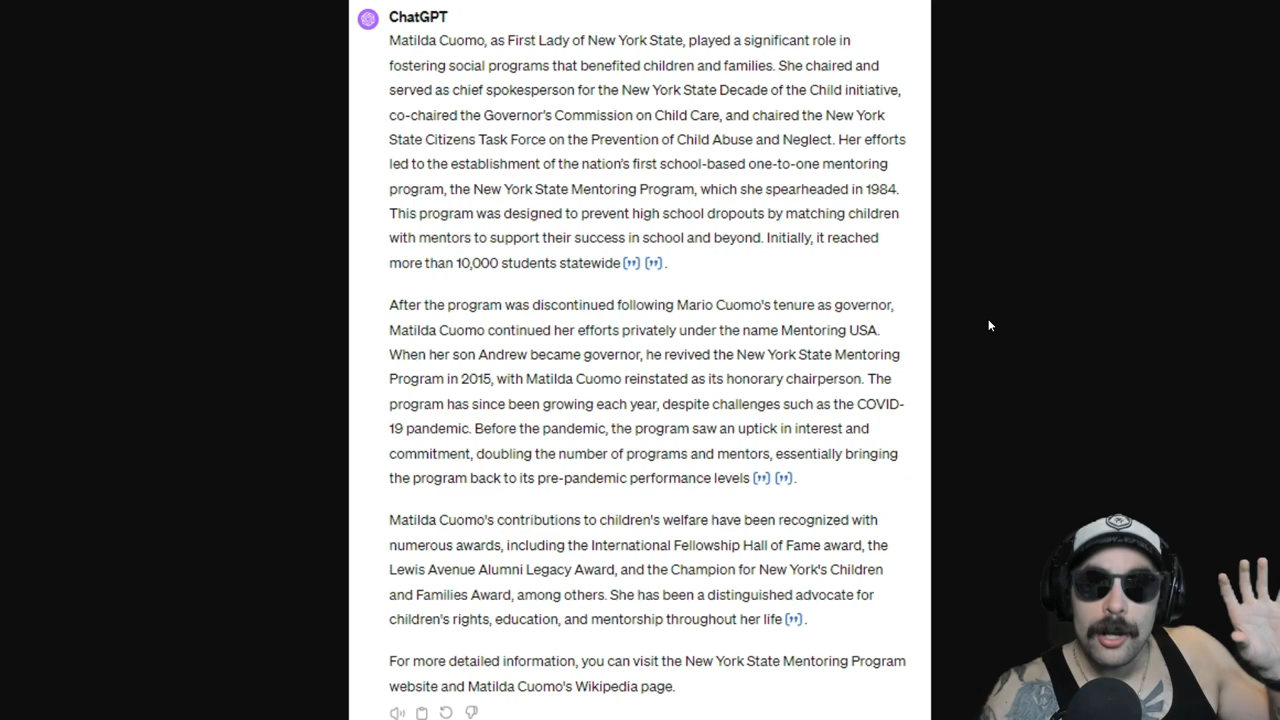 ChatGPT
Matilda Cuomo, as First Lady of New York State, played a significant role in
fostering social programs that benefited children and families. She chaired and
served as chief spokesperson for the New York State Decade of the Child initiative,
co-chaired the Governor's Commission on Child Care, and chaired the New York
State Citizens Task Force on the Prevention of Child Abuse and Neglect. Her efforts
led to the establishment of the nation's first school-based one-to-one mentoring
program, the New York State Mentoring Program, which she spearheaded in 1984.
This program was designed to prevent high school dropouts by matching children
with mentors to support their success in school and beyond. Initially, it reached
more than 10,000 students statewide ["] ["].
After the program was discontinued following Mario Cuomo's tenure as governor,
Matilda Cuomo continued her efforts privately under the name Mentoring USA.
When her son Andrew became governor, he revived the New York State Mentoring
Program in 2015, with Matilda Cuomo reinstated as its honorary chairperson. The
program has since been growing each year, despite challenges such as the COVID-
19 pandemic. Before the pandemic, the program saw an uptick in interest and
commitment, doubling the number of programs and mentors, essentially bringing
the program back to its pre-pandemic performance levels ["] ["].
Matilda Cuomo's contributions to children's welfare have been recognized with
numerous awards, including the International Fellowship Hall of Fame award, the
Lewis Avenue Alumni Legacy Award, and the Champion for New York's Children
and Families Award, among others. She has been a distinguished advocate for
children's rights, education, and mentorship throughout her life ["].
For more detailed information, you can visit the New York State Mentoring Program
website and Matilda Cuomo's Wikipedia page.